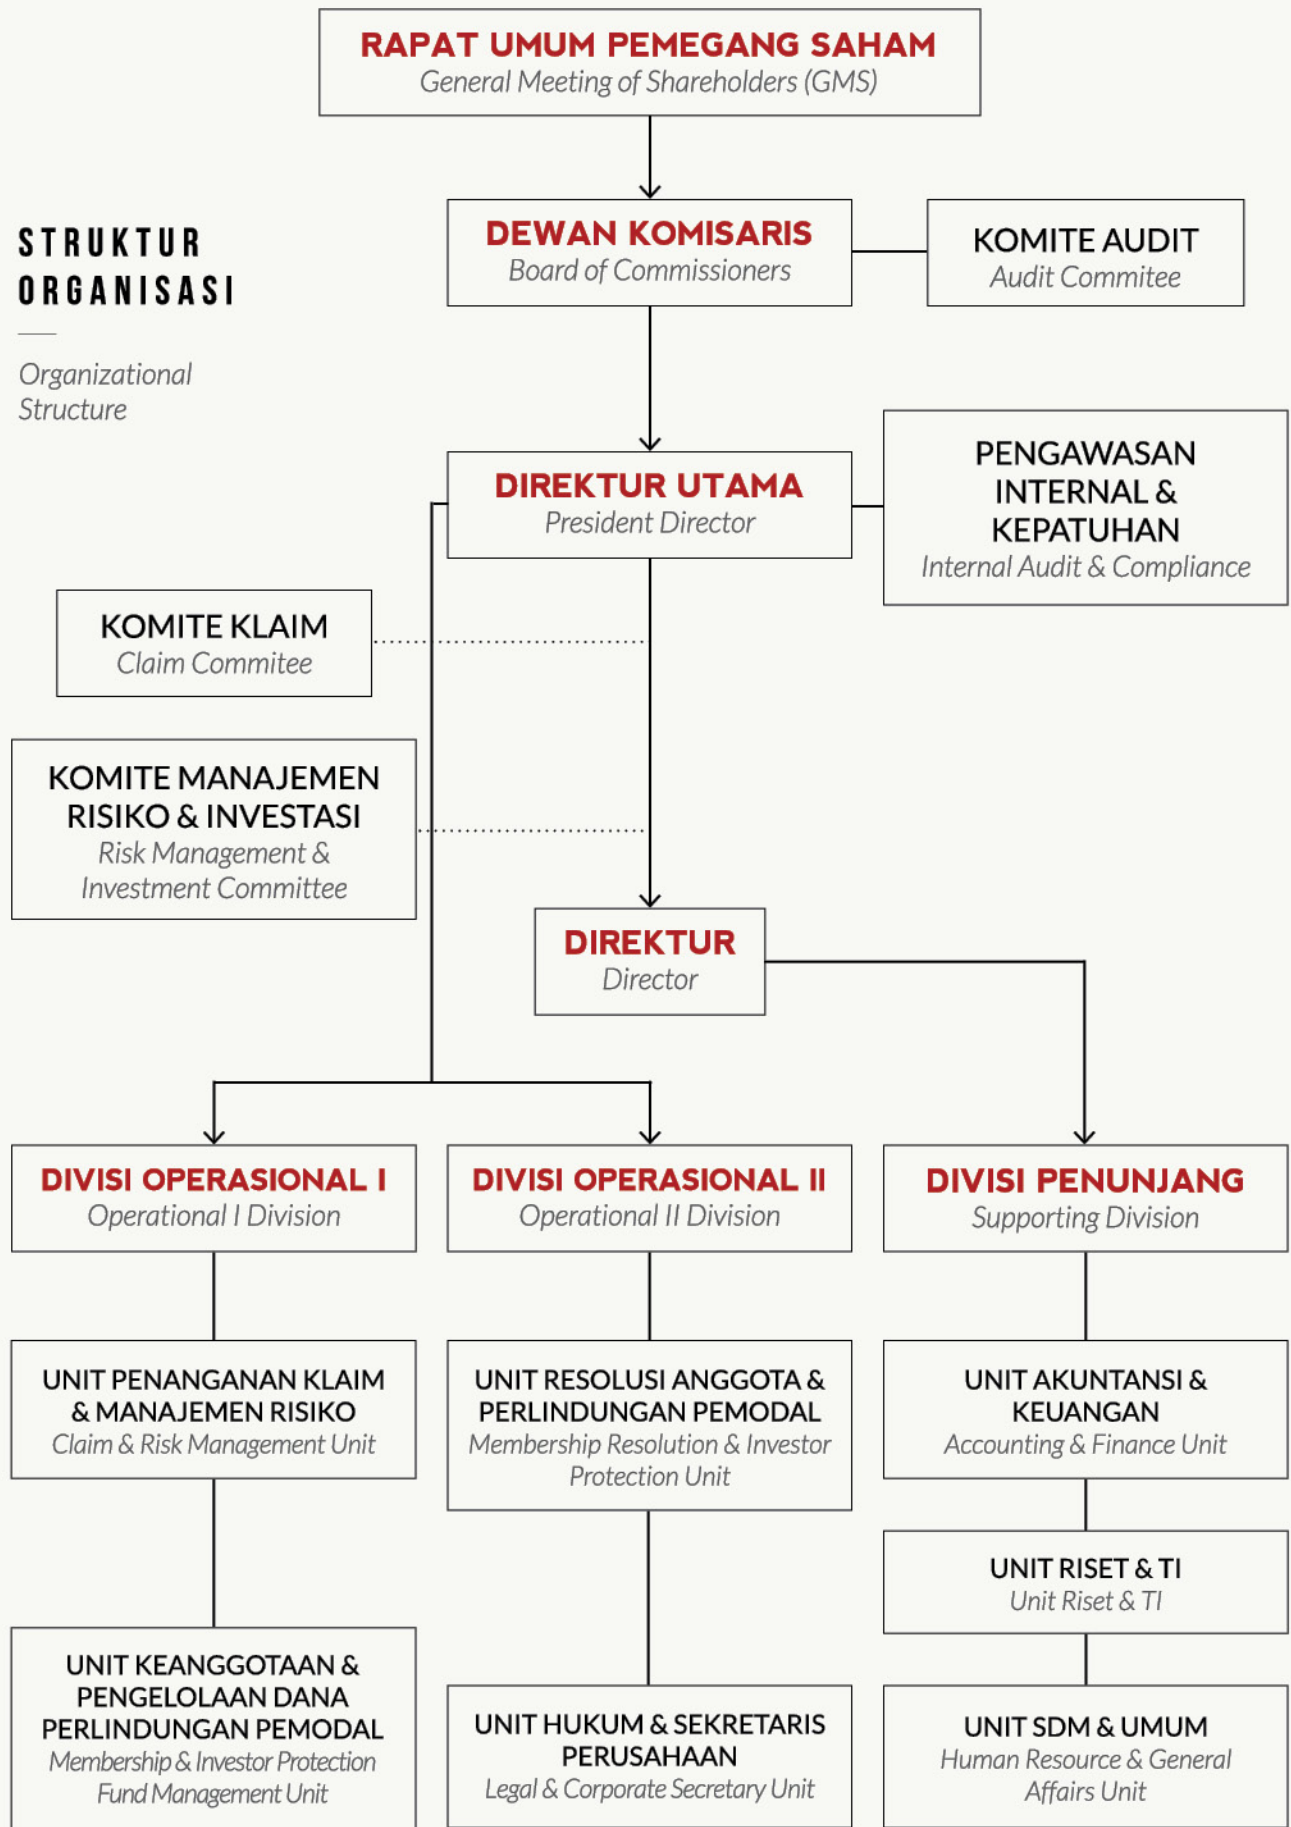 RAPAT UMUM PEMEGANG SAHAM
General Meeting of Shareholders (GMS)
STRUKTUR
ORGANISASI
Organizational
Structure
DEWAN KOMISARIS
Board of Commissioners
KOMITE AUDIT
Audit Commitee
DIREKTUR UTAMA
President Director
PENGAWASAN
INTERNAL &
KEPATUHAN
Internal Audit & Compliance
KOMITE KLAIM
Claim Commitee
KOMITE MANAJEMEN
RISIKO & INVESTASI
Risk Management &
Investment Committee
DIREKTUR
Director
DIVISI OPERASIONAL I
Operational I Division
DIVISI OPERASIONAL II
Operational II Division
DIVISI PENUNJANG
Supporting Division
UNIT PENANGANAN KLAIM
& MANAJEMEN RISIKO
Claim & Risk Management Unit
UNIT RESOLUSI ANGGOTA &
PERLINDUNGAN PEMODAL
Membership Resolution & Investor
Protection Unit
UNIT AKUNTANSI &
KEUANGAN
Accounting & Finance Unit
UNIT RISET & TI
Unit Riset & TI
UNIT KEANGGOTAAN &
PENGELOLAAN DANA
PERLINDUNGAN PEMODAL
Membership & Investor Protection
Fund Management Unit
UNIT HUKUM & SEKRETARIS
PERUSAHAAN
Legal & Corporate Secretary Unit
UNIT SDM & UMUM
Human Resource & General
Affairs Unit